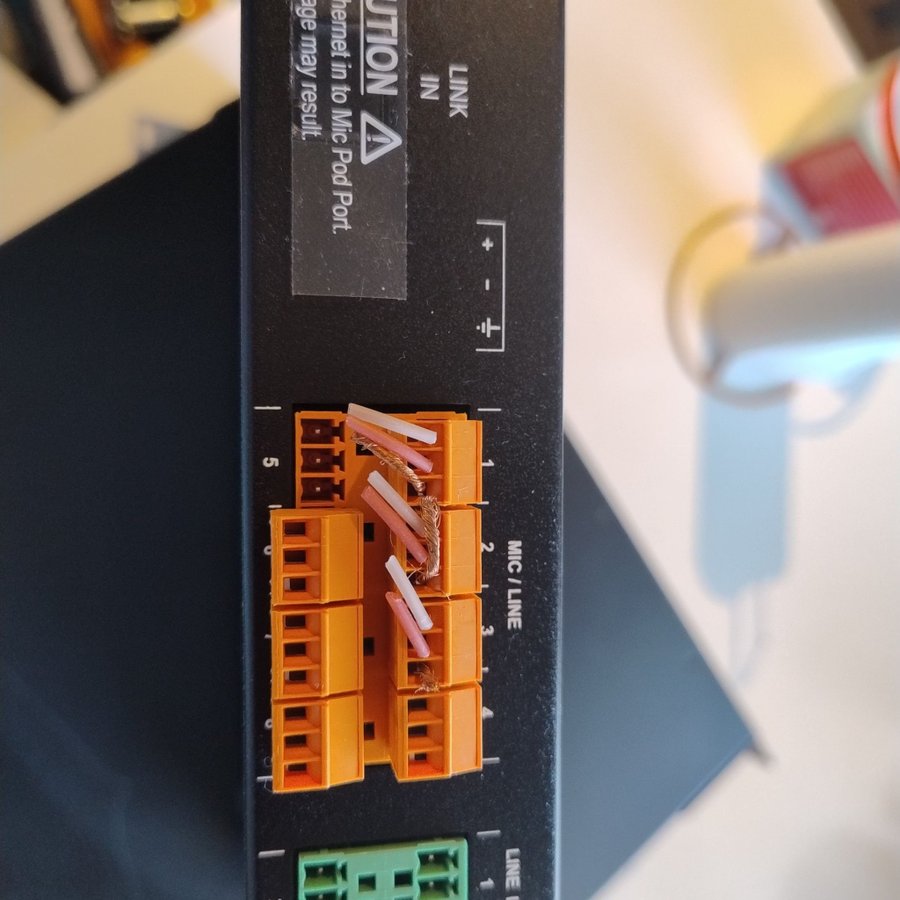 LINK
IN
+ -
MIC / LINE
LINE
1 2 3 4
1
UTION
hernet in to Mic Pod Port.
age may result.
5